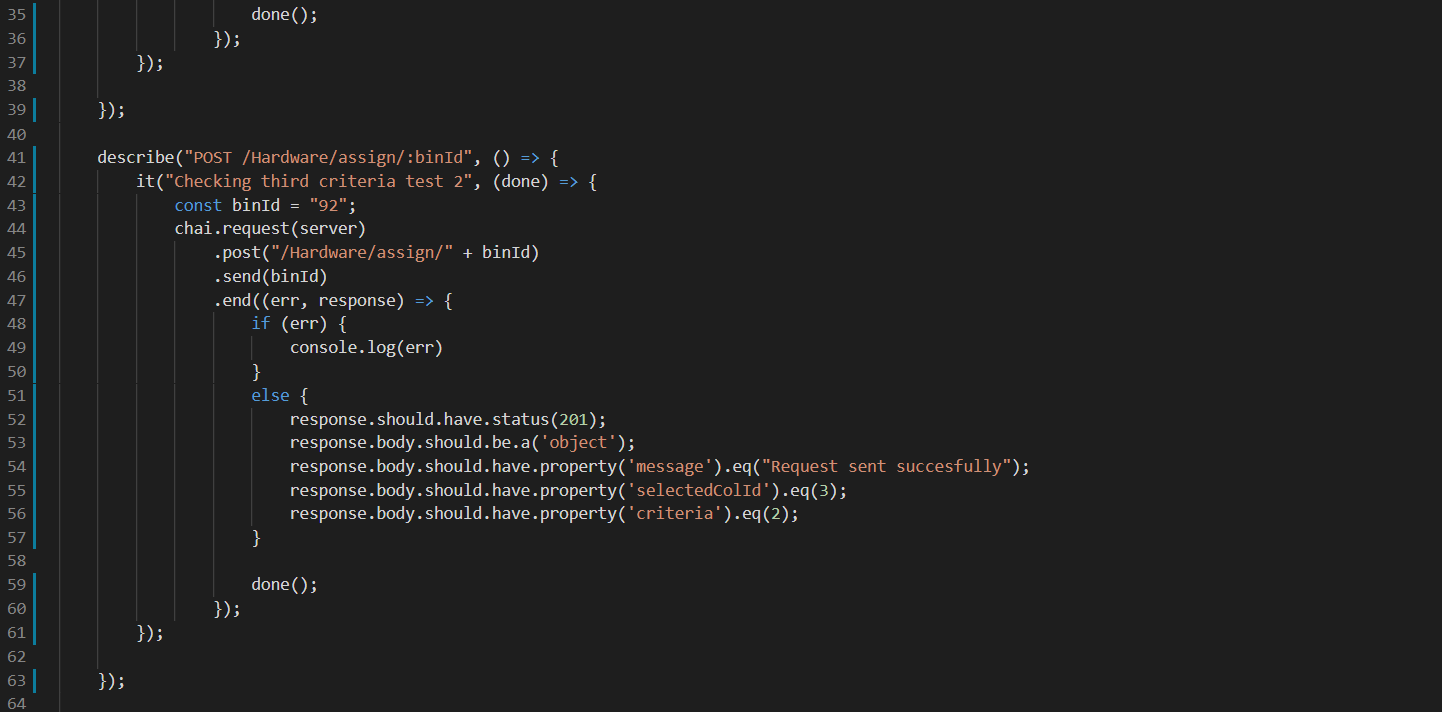 35                        done();
36                    });
37            });
38
39        });
40
41        describe("POST /Hardware/assign/:binId", () => {
42            it("Checking third criteria test 2", (done) => {
43                const binId = "92";
44                chai.request(server)
45                    .post("/Hardware/assign/" + binId)
46                    .send(binId)
47                    .end((err, response) => {
48                        if (err) {
49                            console.log(err)
50                        }
51                        else {
52                            response.should.have.status(201);
53                            response.body.should.be.a('object');
54                            response.body.should.have.property('message').eq("Request sent succesfully");
55                            response.body.should.have.property('selectedColId').eq(3);
56                            response.body.should.have.property('criteria').eq(2);
57                        }
58
59                        done();
60                    });
61            });
62
63        });
64